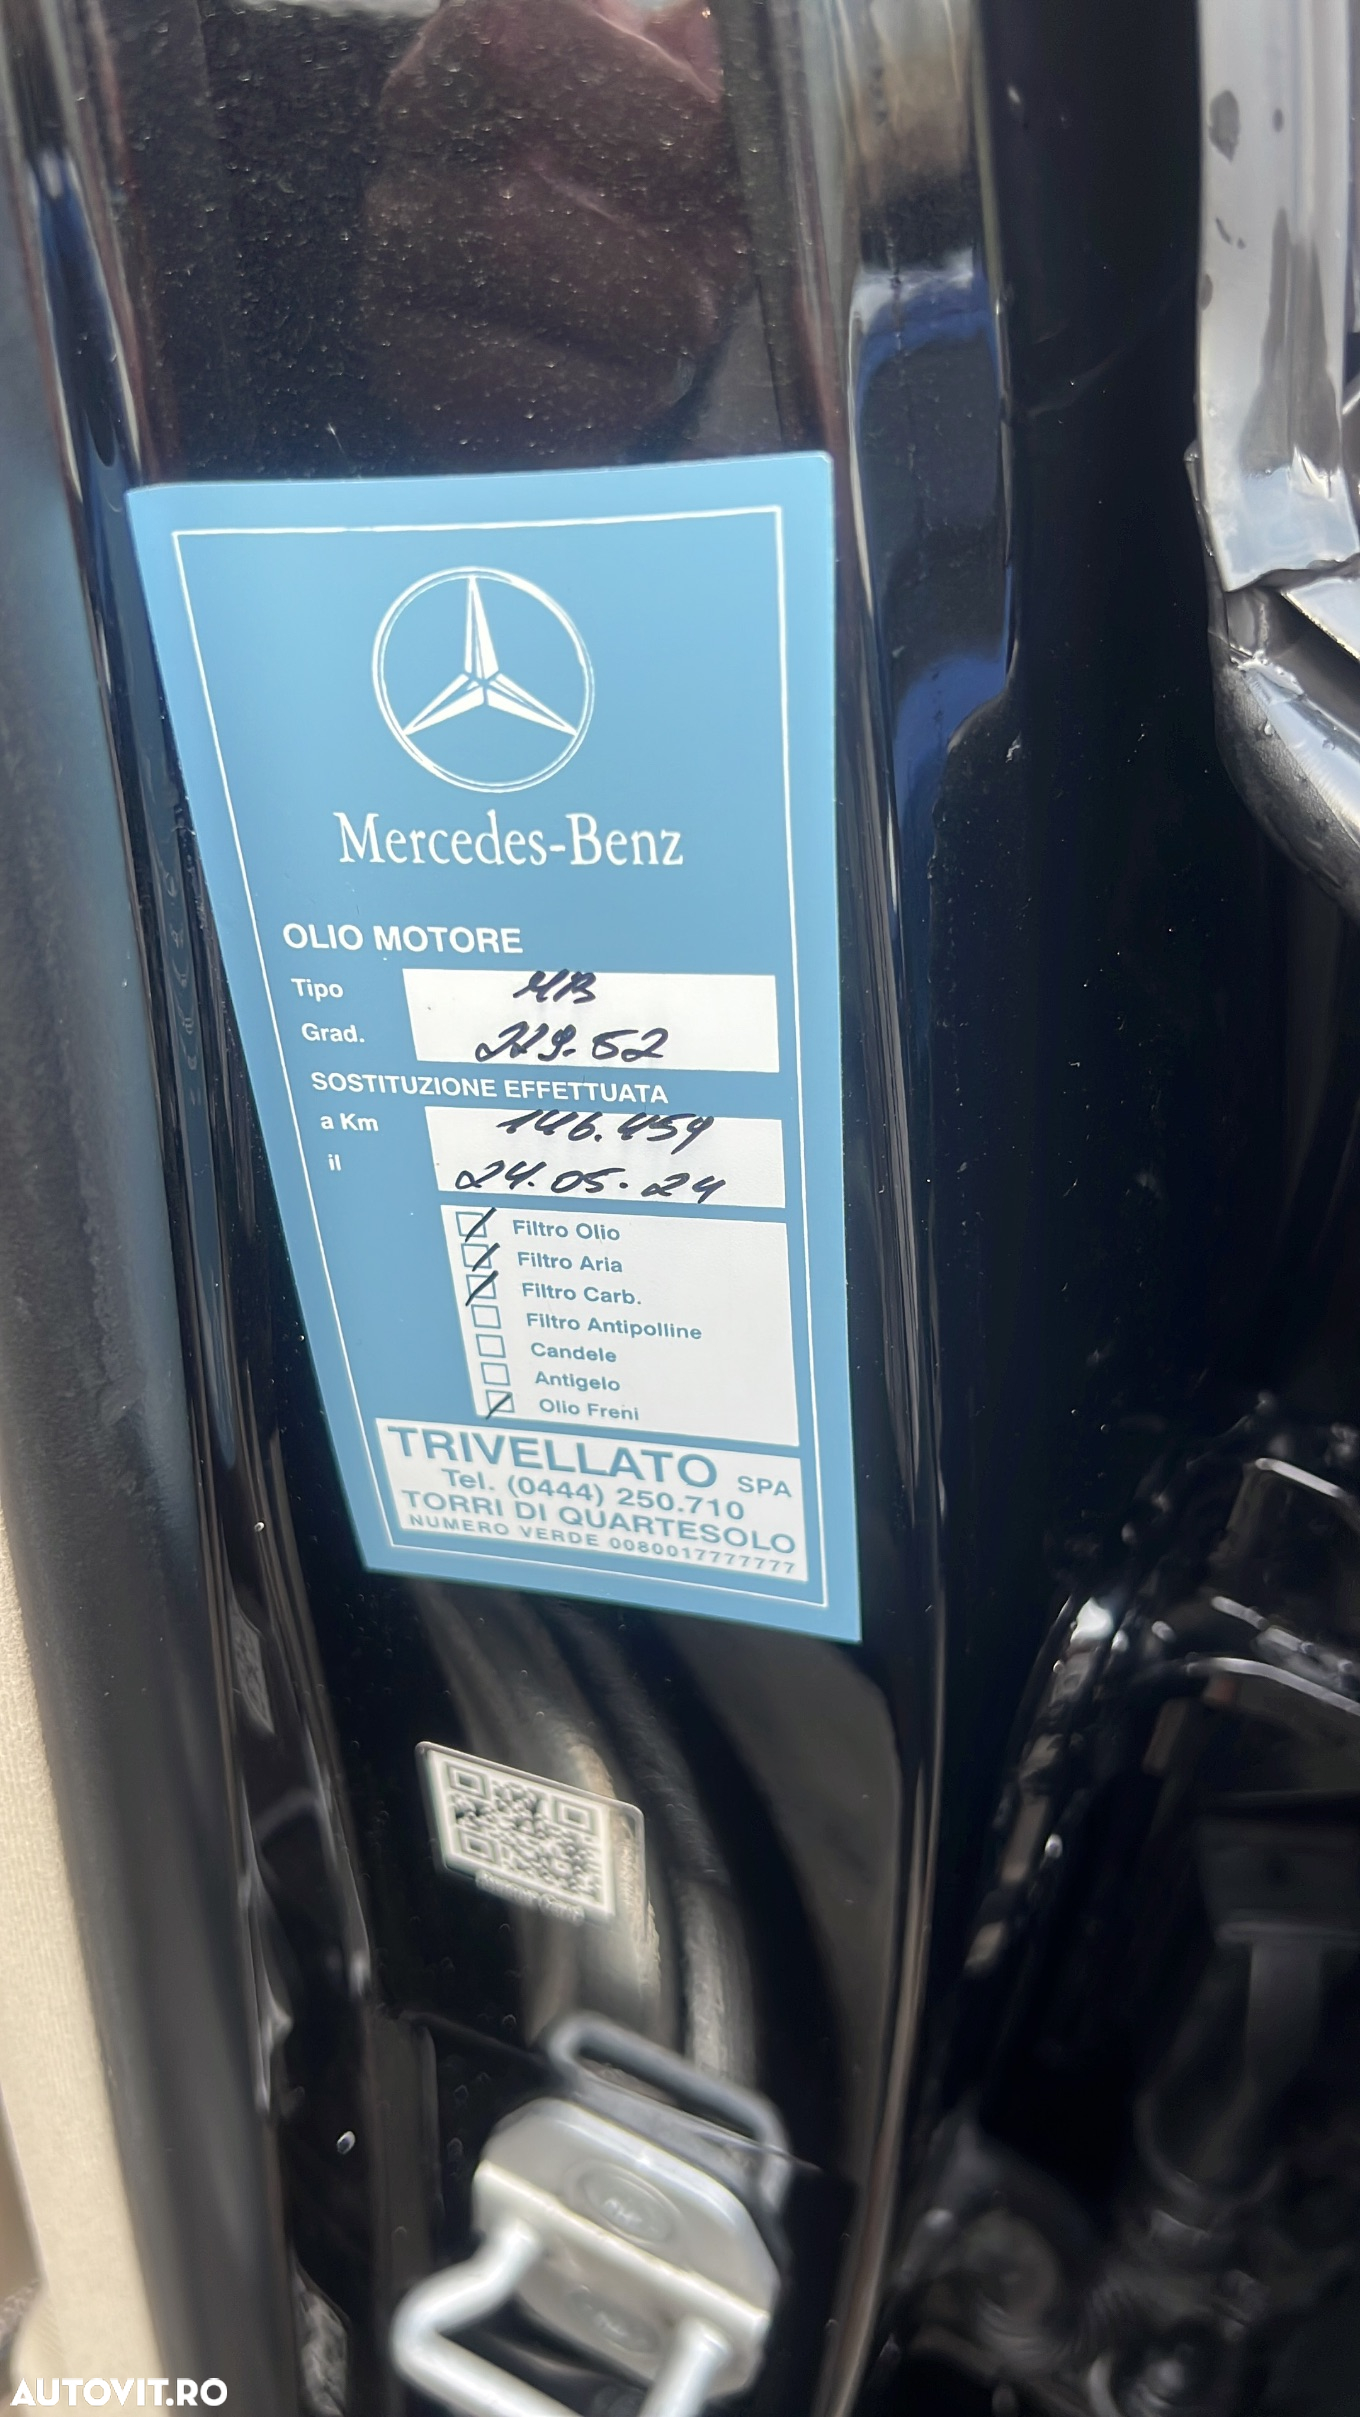 Mercedes-Benz
OLIO MOTORE
Tipo MB
Grad. 229.52
SOSTITUZIONE EFFETTUATA
a Km 146.459
il 24.05.24
Filtro Olio
Filtro Aria
Filtro Carb.
Filtro Antipolline
Candele
Antigelo
Olio Freni
TRIVELLATO SPA
Tel. (0444) 250.710
TORRI DI QUARTESOLO
NUMERO VERDE 0080017777777
AUTOVIT.RO